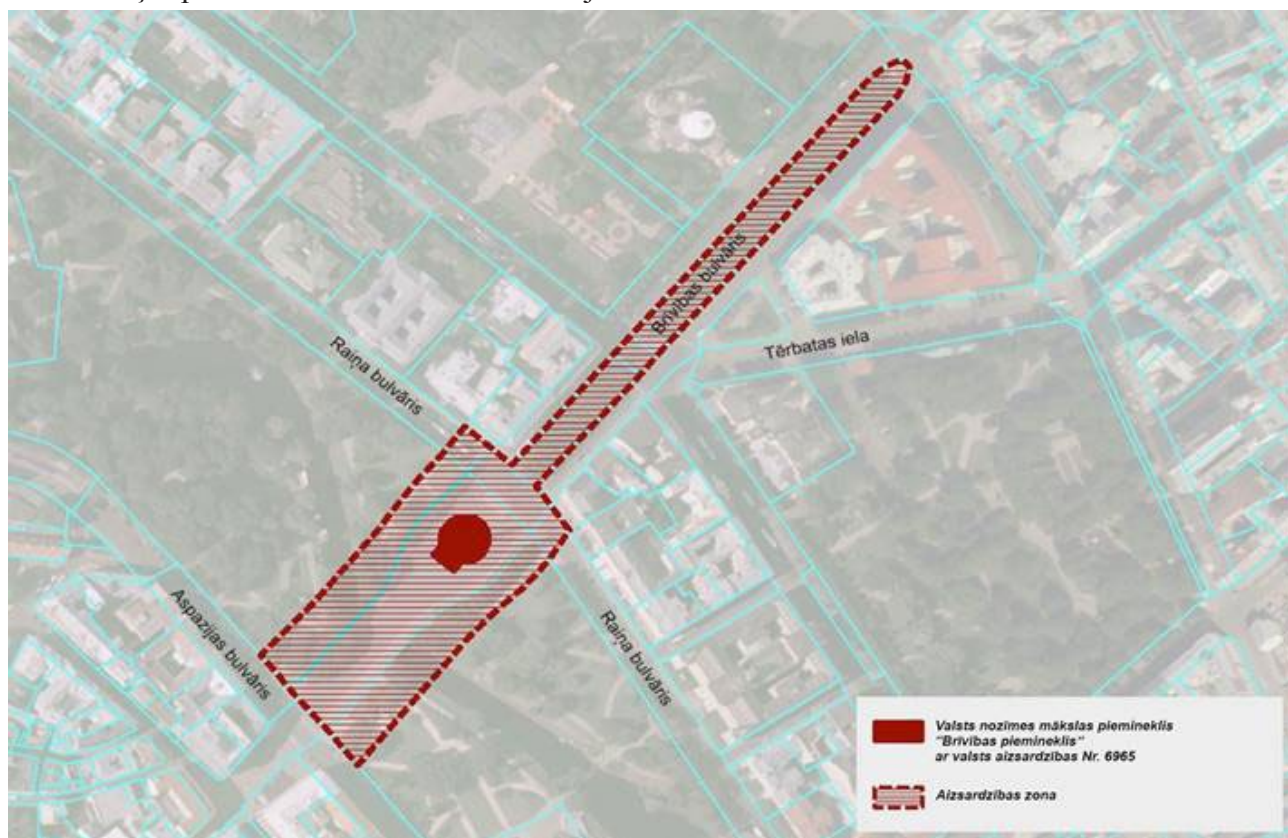 Brīvības bulvāris
Raiņa bulvāris
Tērbatas iela
Aspazijas bulvāris
Raiņa bulvāris
Valsts nozīmes mākslas piemineklis
"Brīvības piemineklis"
ar valsts aizsardzības Nr. 6965
Aizsardzības zona